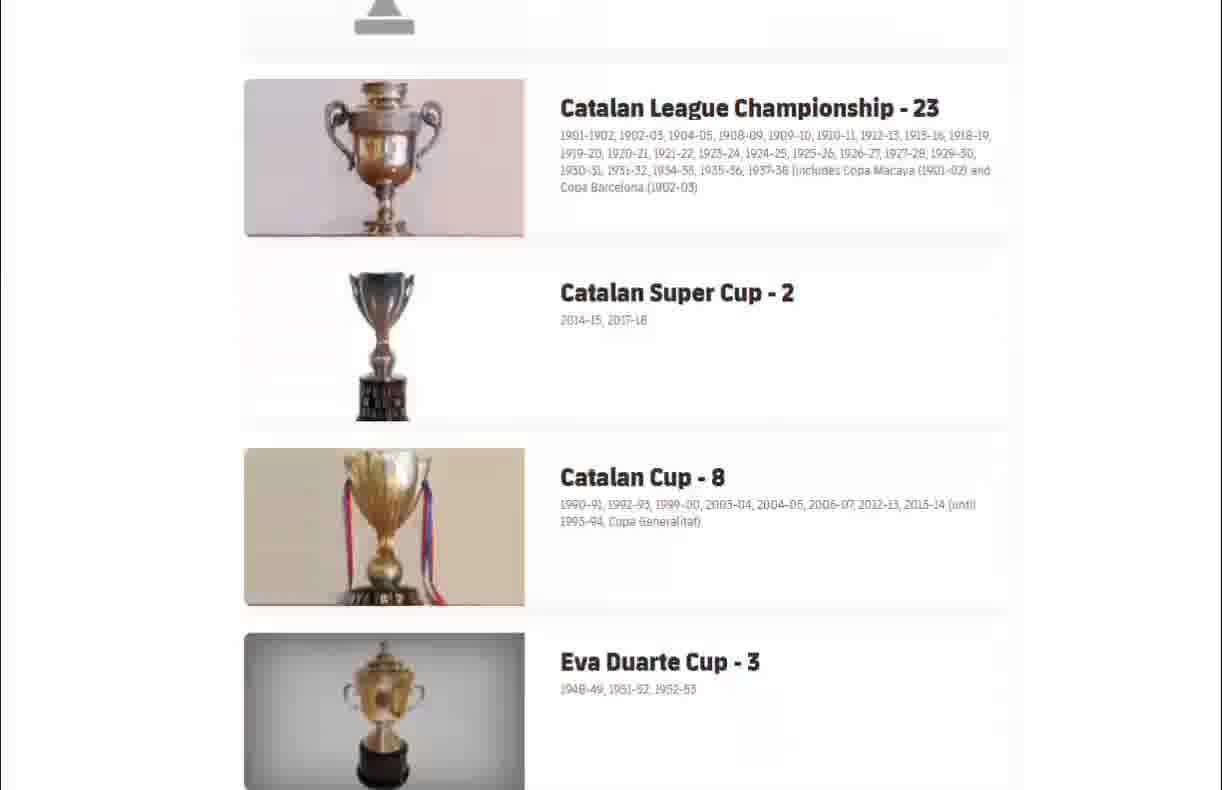 Catalan League Championship - 23
1901-1902, 1902-03, 1904-05, 1908-09, 1909-10, 1910-11, 1912-13, 1915-16, 1918-19,
1919-20, 1920-21, 1921-22, 1923-24, 1924-25, 1925-26, 1926-27, 1927-28, 1929-30,
1930-31, 1931-32, 1934-35, 1935-36, 1937-38 (includes Copa Macaya (1901-02) and
Copa Barcelona (1902-03)
Catalan Super Cup - 2
2014-15, 2017-18
Catalan Cup - 8
1990-91, 1992-93, 1999-00, 2003-04, 2004-05, 2006-07, 2012-13, 2013-14 (until
1993-94, Copa Generalitat)
Eva Duarte Cup - 3
1948-49, 1951-52, 1952-53